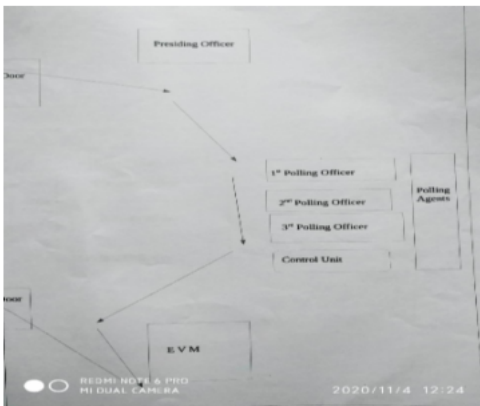 Presiding Officer
Door
1st Polling Officer
2nd Polling Officer
3rd Polling Officer
Control Unit
Polling
Agents
Door
EVM
REDMI NOTE 6 PRO
MI DUAL CAMERA
2020/11/4 12:24